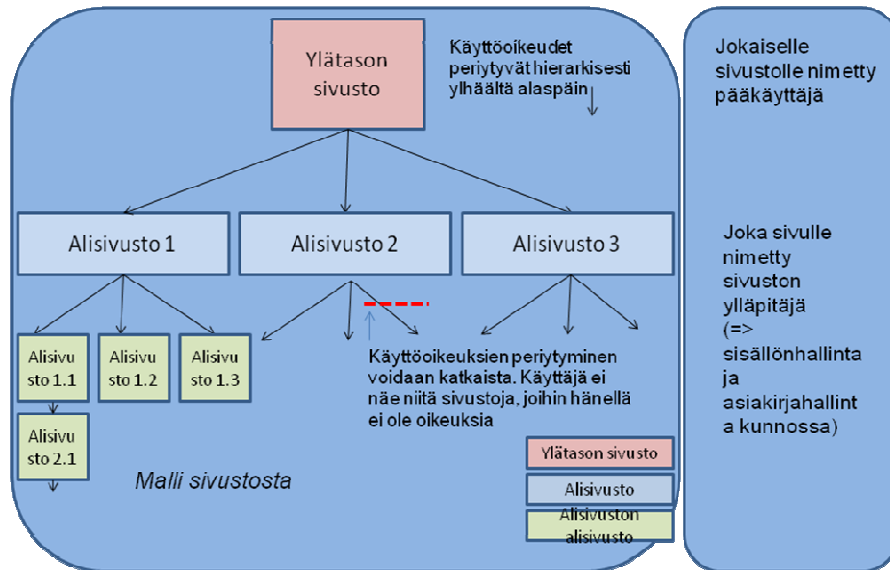 Ylätason
sivusto
Käyttöoikeudet
periytyvät hierarkisesti
ylhäältä alaspäin
Alisivusto 1
Alisivusto 2
Alisivusto 3
Alisivu
sto 1.1
Alisivu
sto 1.2
Alisivu
sto 1.3
Alisivu
sto 2.1
Käyttöoikeuksien periytyminen
voidaan katkaista. Käyttäjä ei
näe niitä sivustoja, joihin hänellä
ei ole oikeuksia
Malli sivustosta
Ylätason sivusto
Alisivusto
Alisivuston
alisivusto
Jokaiselle
sivustolle nimetty
pääkäyttäjä
Joka sivulle
nimetty
sivuston
ylläpitäjä
(=>
sisällönhallinta
ja
asiakirjahallint
a kunnossa)